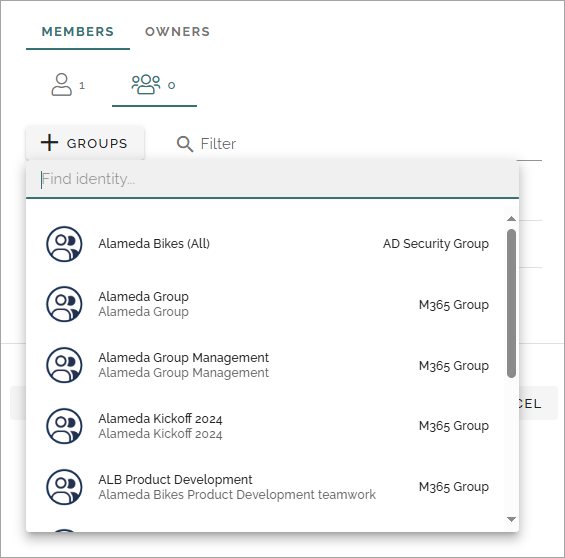 MEMBERS OWNERS
1 0
GROUPS Filter
Find identity...
Alameda Bikes (All) AD Security Group
Alameda Group
Alameda Group
M365 Group
Alameda Group Management
Alameda Group Management
M365 Group
Alameda Kickoff 2024
Alameda Kickoff 2024
M365 Group
ALB Product Development
Alameda Bikes Product Development teamwork
M365 Group
CEL